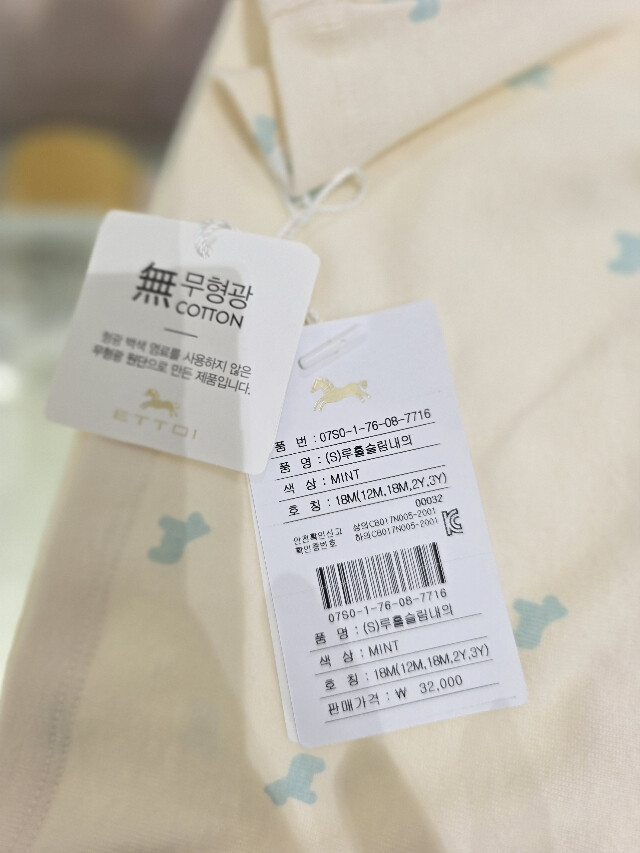 無무형광
COTTON
형광 백색 염료를 사용하지 않은
무형광 원단으로 만든 제품입니다.
ETTOI
품 번 : 07S0-1-76-08-7716
품 명 : (S)루흘슬림내의
색 상 : MINT
호 칭 : 18M(12M,18M,2Y,3Y)
00032
안전확인신고 상의CB017N005-2001
확인증번호 하의CB017N005-2001
07S0-1-76-08-7716
품 명 : (S)루흘슬림내의
색 상 : MINT
호 칭 : 18M(12M,18M,2Y,3Y)
판매가격 : ₩ 32,000